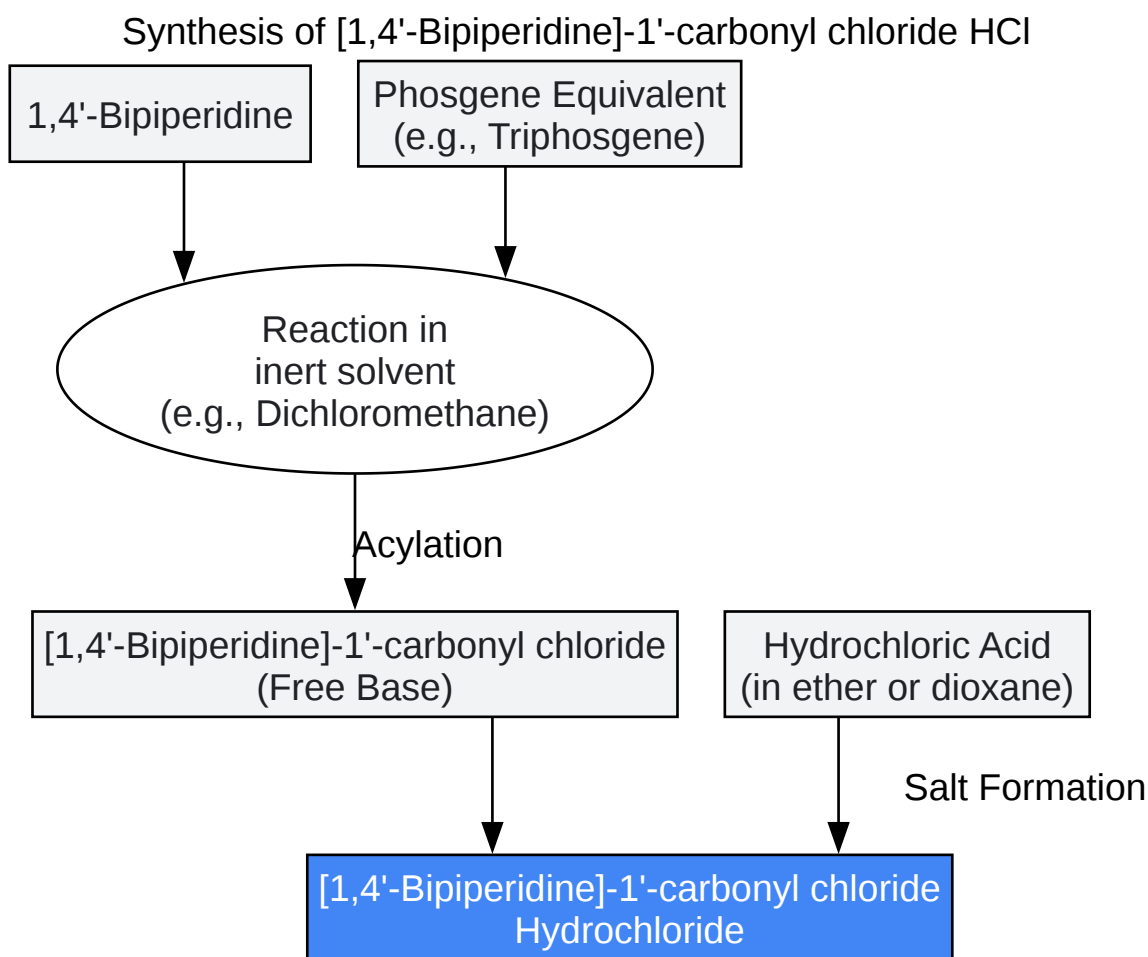 Synthesis of [1,4'-Bipiperidine]-1'-carbonyl chloride HCl
1,4'-Bipiperidine
Phosgene Equivalent
(e.g., Triphosgene)
Reaction in
inert solvent
(e.g., Dichloromethane)
Acylation
[1,4'-Bipiperidine]-1'-carbonyl chloride
(Free Base)
Hydrochloric Acid
(in ether or dioxane)
Salt Formation
[1,4'-Bipiperidine]-1'-carbonyl chloride
Hydrochloride